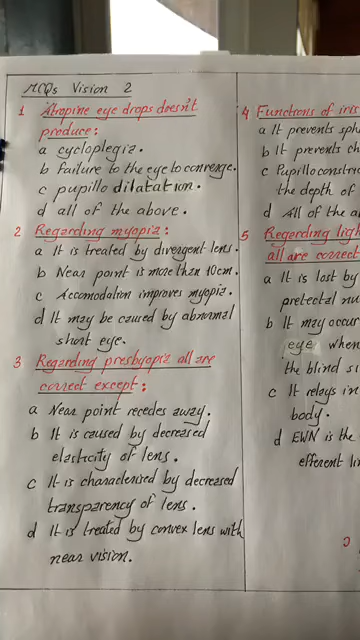 MCQs Vision 2
1 Atropine eye drops doesn't
produce:
a cycloplegia.
b Failure to the eye to converge.
c pupillo dilatation.
d all of the above.
2 Regarding myopia:
a It is treated by divergent lens.
b Near point is more than 10cm.
c Accomodation improves myopia.
d It may be caused by abnormal
short eye.
3 Regarding presbyopia all are
correct except:
a Near point recedes away.
b It is caused by decreased
elasticity of lens.
c It is characterized by decreased
transparency of lens.
d It is treated by convex lens with
near vision.
4 Functions of iris
a It prevents
b It prevents
c Pupilloconstric
the depth of
d All of the a
5 Regarding ligh
all are correct
a It is lost by
pretectal nu
b It may occur
eye when
the blind si
c It relays in
body.
d EWN is the
efferent li